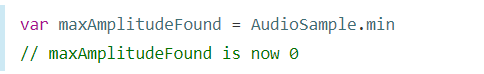 var maxAmplitudeFound = AudioSample.min
// maxAmplitudeFound is now 0